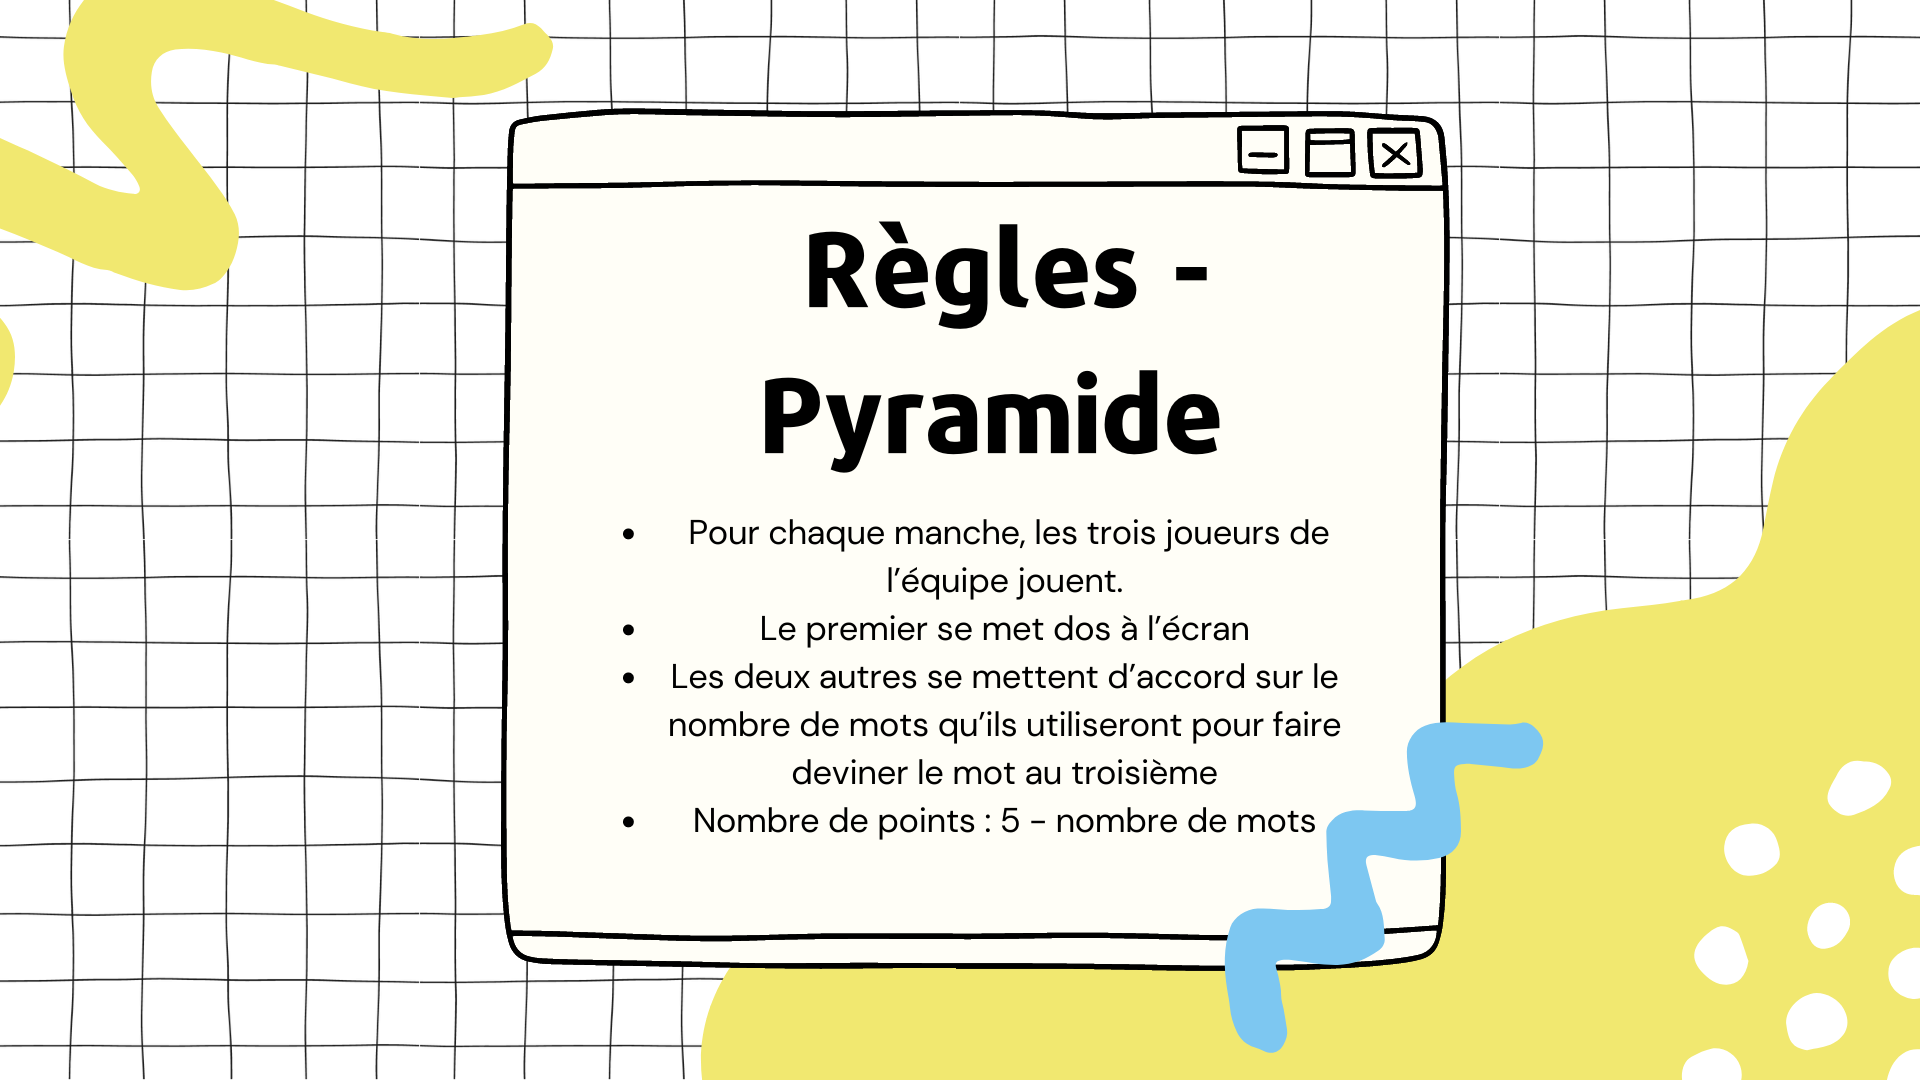 Règles -
Pyramide
• Pour chaque manche, les trois joueurs de
l’équipe jouent.
• Le premier se met dos à l’écran
• Les deux autres se mettent d’accord sur le
nombre de mots qu’ils utiliseront pour faire
deviner le mot au troisième
• Nombre de points : 5 - nombre de mots